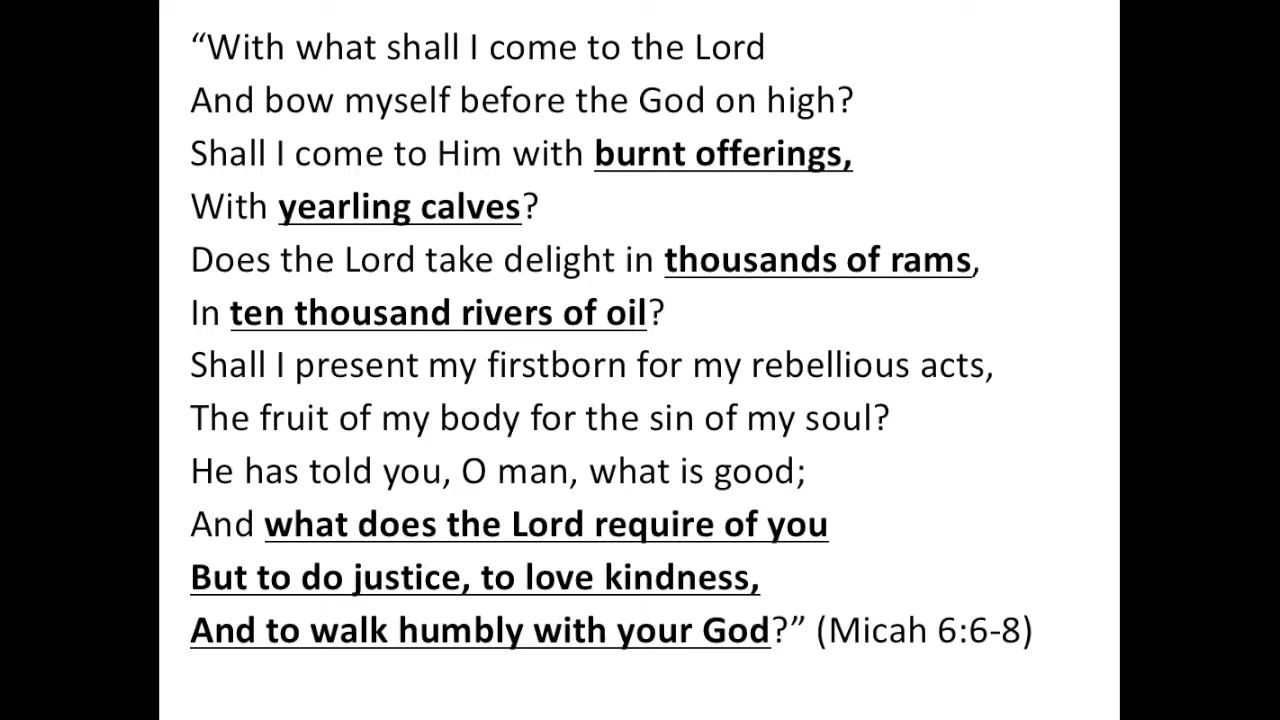 “With what shall I come to the Lord
And bow myself before the God on high?
Shall I come to Him with burnt offerings,
With yearling calves?
Does the Lord take delight in thousands of rams,
In ten thousand rivers of oil?
Shall I present my firstborn for my rebellious acts,
The fruit of my body for the sin of my soul?
He has told you, O man, what is good;
And what does the Lord require of you
But to do justice, to love kindness,
And to walk humbly with your God?” (Micah 6:6-8)